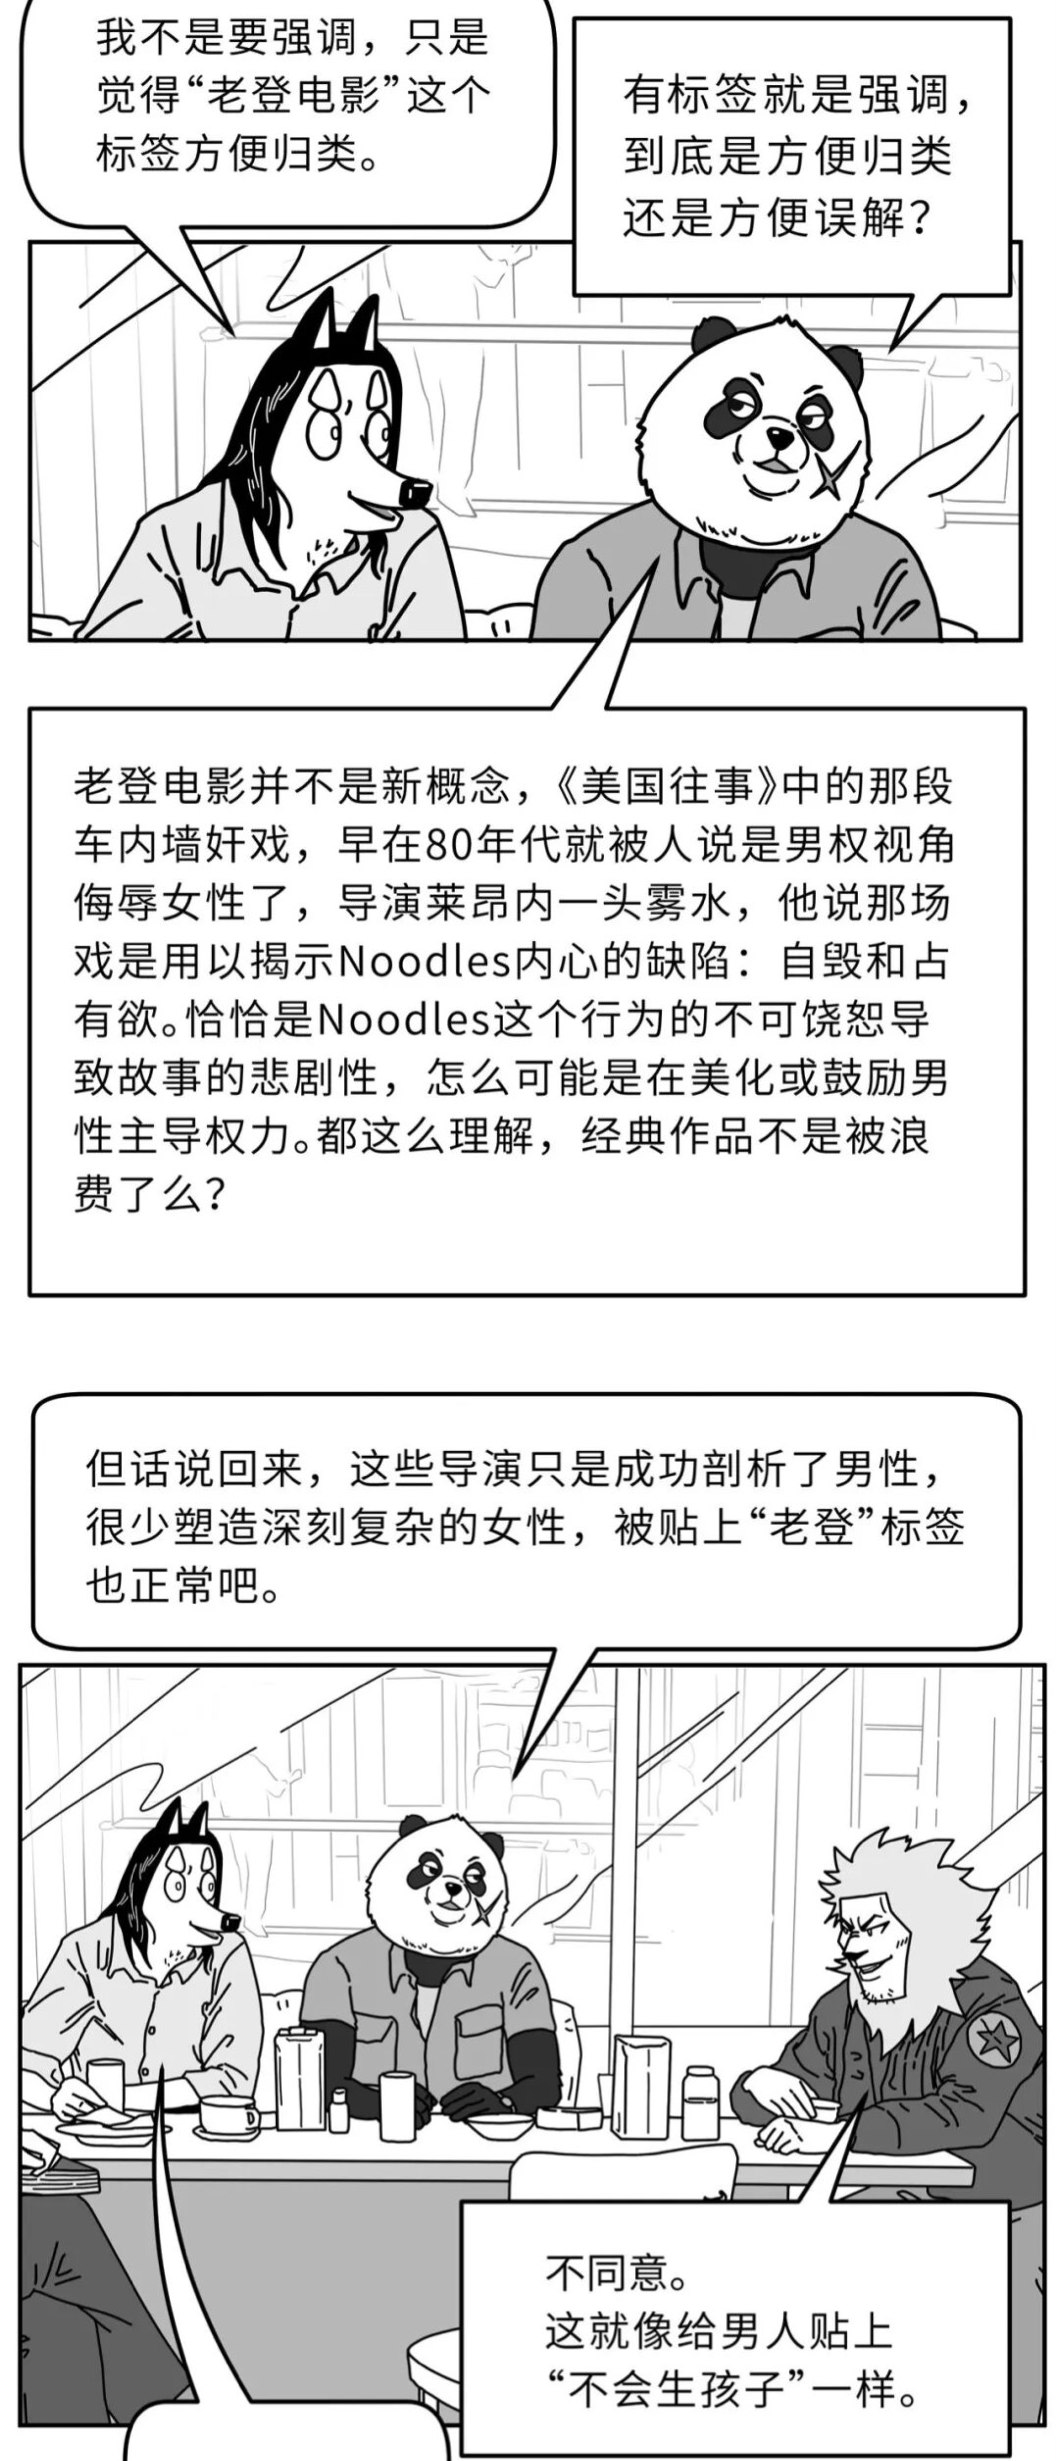 我不是要强调，只是
觉得“老登电影”这个
标签方便归类。
有标签就是强调，
到底是方便归类
还是方便误解？
老登电影并不是新概念，《美国往事》中的那段
车内墙奸戏，早在80年代就被人说是男权视角
侮辱女性了，导演莱昂内一头雾水，他说那场
戏是用以揭示Noodles内心的缺陷：自毁和占
有欲。恰恰是Noodles这个行为的不可饶恕导
致故事的悲剧性，怎么可能是在美化或鼓励男
性主导权力。都这么理解，经典作品不是被浪
费了么？
但话说回来，这些导演只是成功剖析了男性，
很少塑造深刻复杂的女性，被贴上“老登”标签
也正常吧。
不同意。
这就像给男人贴上
“不会生孩子”一样。